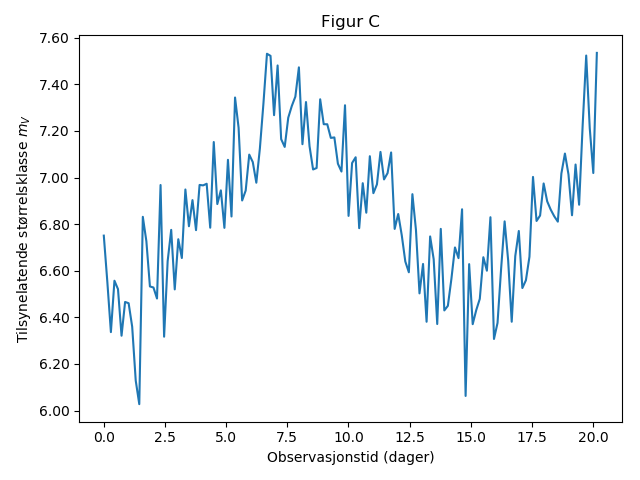 Figur C
7.60
7.40
7.20
7.00
6.80
6.60
6.40
6.20
6.00
Tilsynelatende størrelsklasse $m_V$
0.0 2.5 5.0 7.5 10.0 12.5 15.0 17.5 20.0
Observasjonstid (dager)